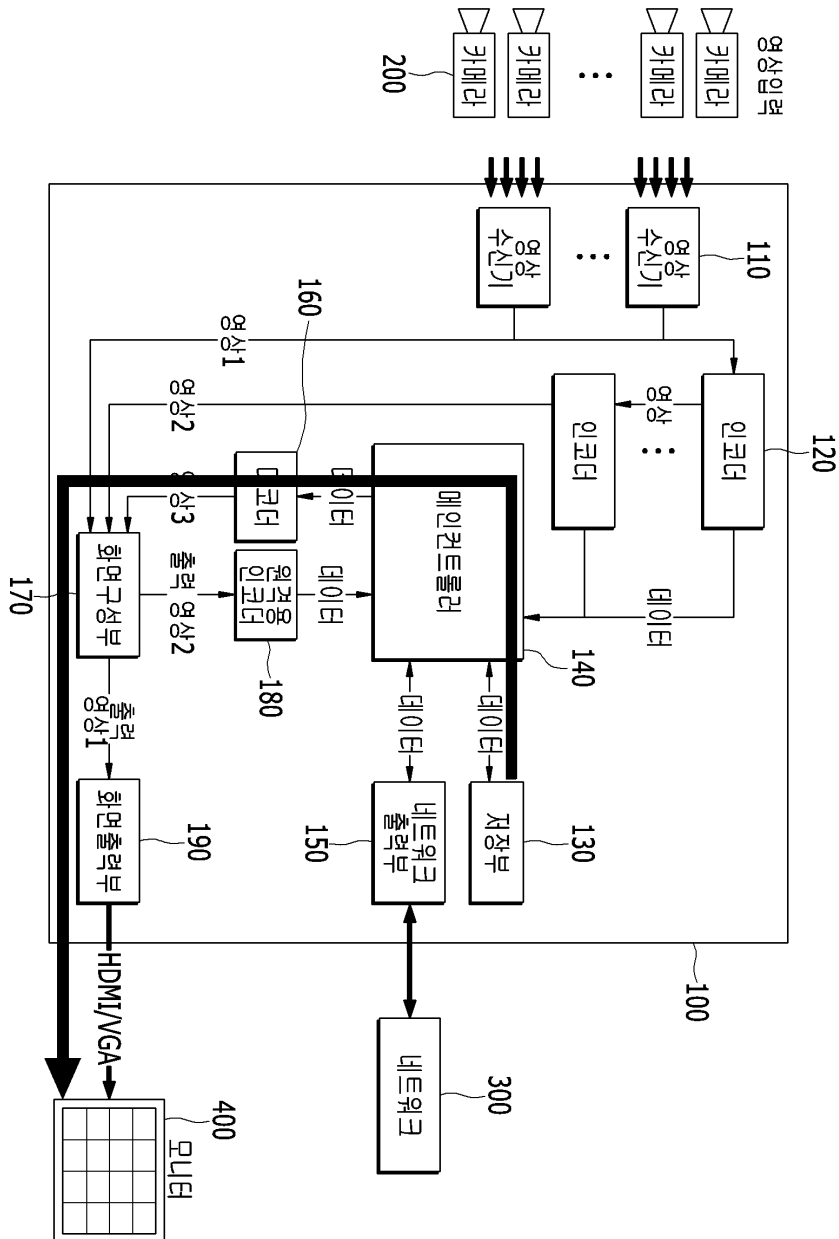 120
영상입력
110
100
카메라
영상
수신기
인코더
데이터
카메라
...
...
영상
...
130
140
저장부
인코더
카메라
영상
수신기
데이터
300
카메라
200
메인컨트롤러
데이터
네트워크
출력부
네트워크
150
160
데이터
데이터
디코더
원격용
인코더
180
영상1
영상2
영상3
출력
영상2
400
190
모니터
화면구성부
출력
영상1
화면출력부
HDMI/VGA
170